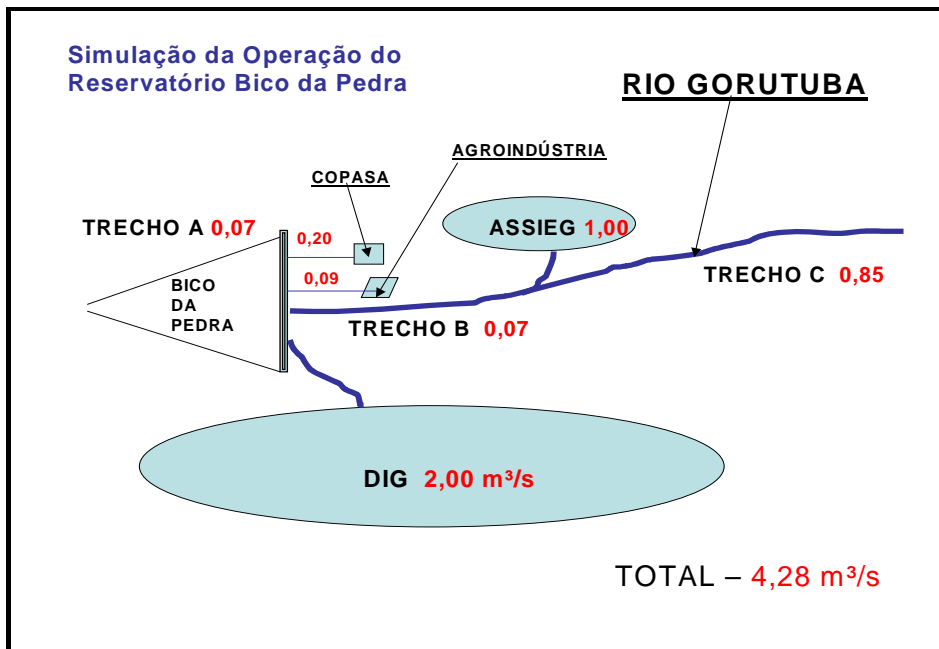 Simulação da Operação do
Reservatório Bico da Pedra
RIO GORUTUBA
AGROINDÚSTRIA
COPASA
TRECHO A 0,07
0,20
ASSIEG 1,00
0,09
TRECHO C 0,85
BICO
DA
PEDRA
TRECHO B 0,07
DIG 2,00 m³/s
TOTAL – 4,28 m³/s